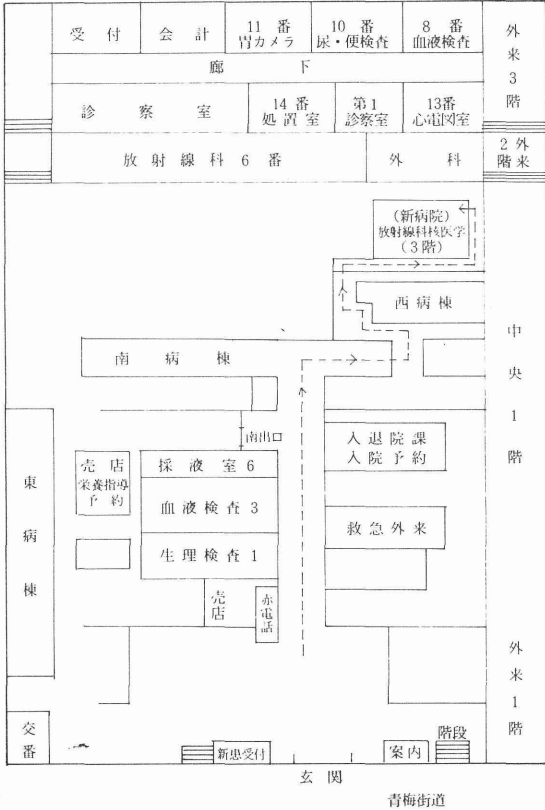 受付
会計
11番
胃カメラ
10番
尿・便検査
8番
血液検査
外来3階
廊下
診察室
14番
処置室
第1
診察室
13番
心電図室
放射線科6番
外科
2階
外来
(新病院)
放射線科核医学
(3階)
西病棟
南病棟
中央1階
南出口
入退院課
入院予約
売店
栄養指導
予約
採液室6
血液検査3
東病棟
救急外来
生理検査1
売店
赤電話
外来1階
交番
新患受付
案内
階段
玄関
青梅街道